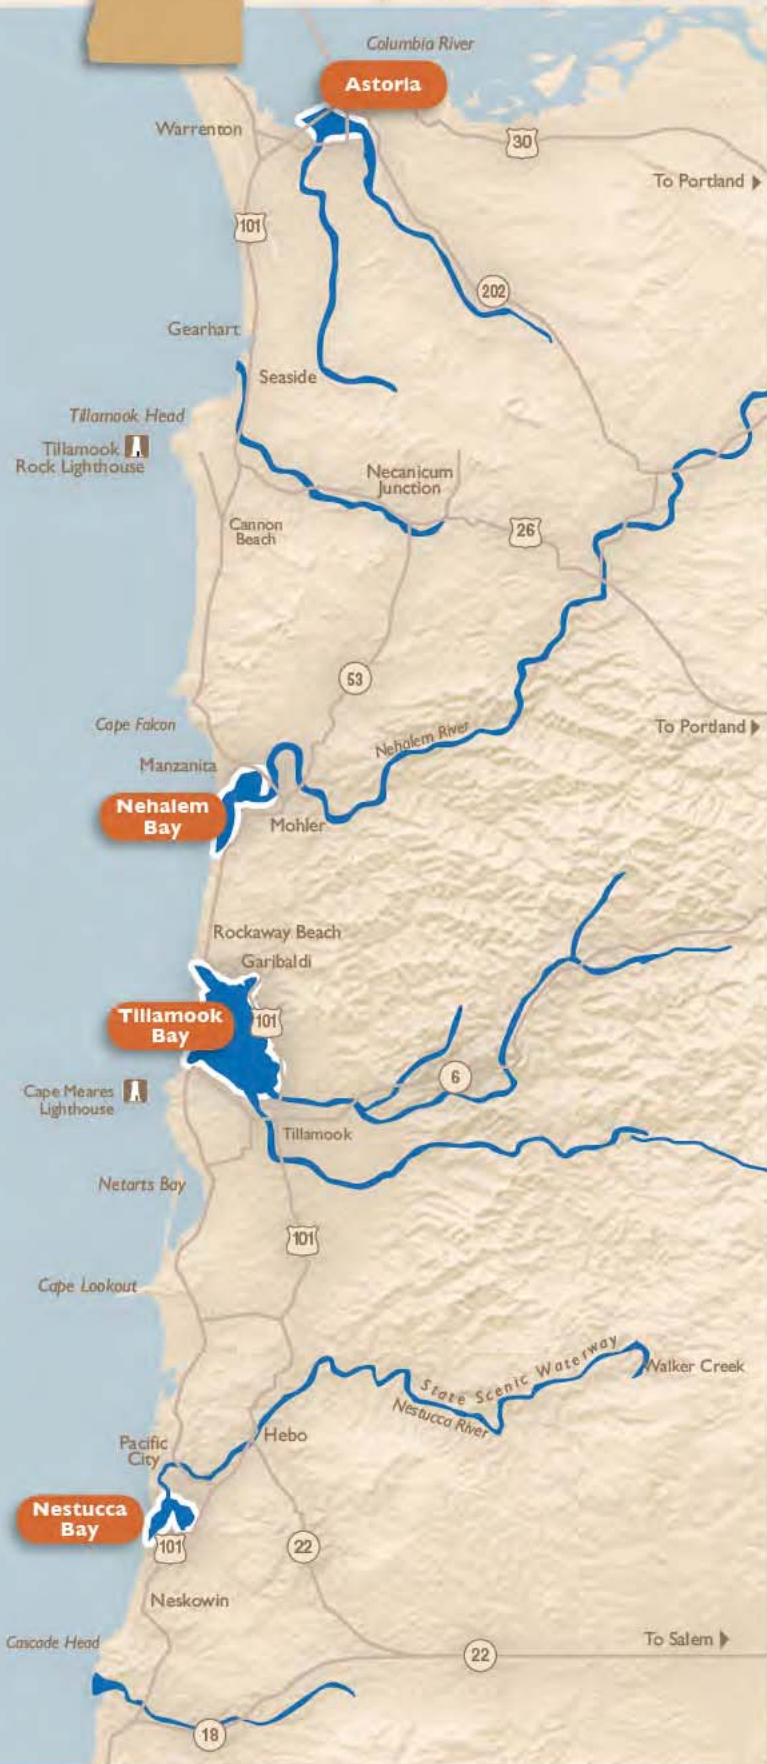 Columbia River
Astoria
Warrenton
30
To Portland
101
202
Gearhart
Seaside
Tillamook Head
Tillamook
Rock Lighthouse
Necanicum
Junction
Cannon
Beach
26
53
Cape Falcon
Nehalem River
To Portland
Manzanita
Nehalem
Bay
Mohler
Rockaway Beach
Garibaldi
Tillamook
Bay
101
6
Cape Meares
Lighthouse
Tillamook
Netarts Bay
101
Cape Lookout
State Scenic Waterway
Walker Creek
Nestucca River
Hebo
Pacific
City
Nestucca
Bay
101
22
Neskowin
Cascade Head
To Salem
22
18